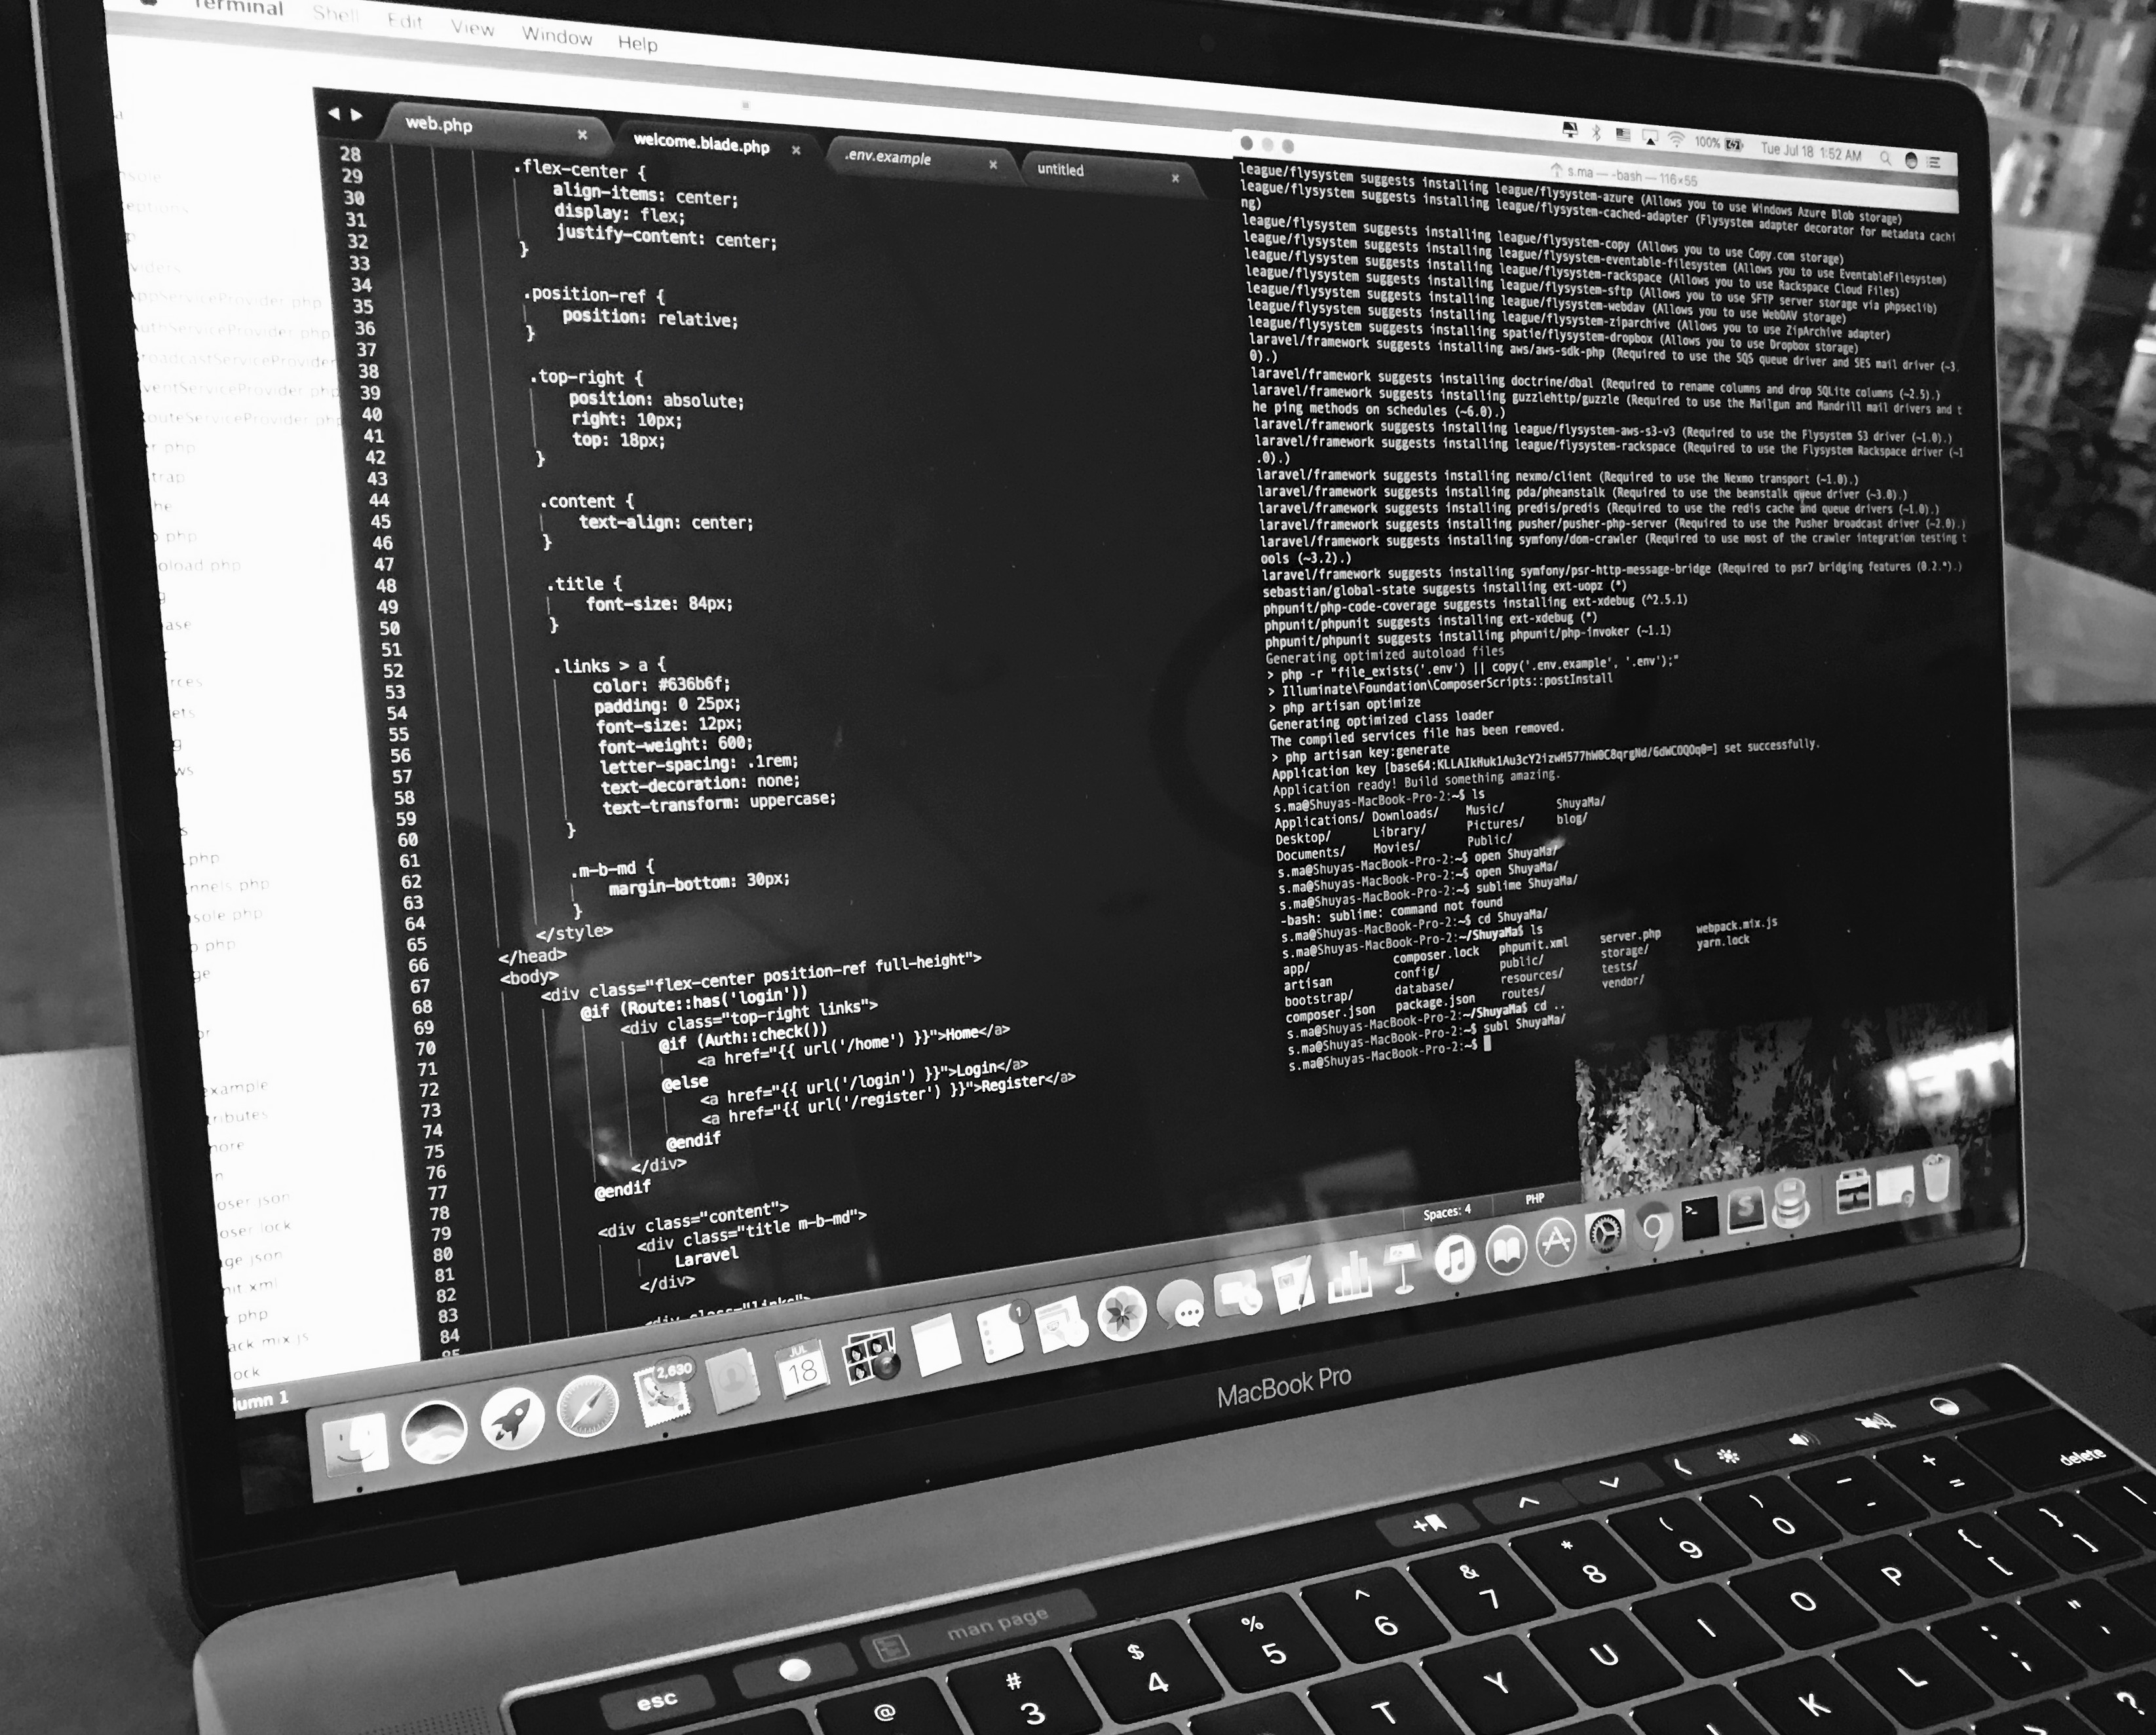 Terminal Shell Edit View Window Help
100% Tue Jul 18 1:52 AM
web.php
welcome.blade.php
.env.example
untitled
28
29 .flex-center {
30 align-items: center;
31 display: flex;
32 justify-content: center;
33 }
34
35 .position-ref {
36 position: relative;
37 }
38
39 .top-right {
40 position: absolute;
41 right: 10px;
42 top: 18px;
43 }
44 .content {
45 text-align: center;
46 }
47
48 .title {
49 font-size: 84px;
50 }
51
52 .links > a {
53 color: #636b6f;
54 padding: 0 25px;
55 font-size: 12px;
56 font-weight: 600;
57 letter-spacing: .1rem;
58 text-decoration: none;
59 text-transform: uppercase;
60 }
61
62 .m-b-md {
63 margin-bottom: 30px;
64 }
65 </style>
66 </head>
67 <body>
68 <div class="flex-center position-ref full-height">
69 @if (Route::has('login'))
70 <div class="top-right links">
71 @if (Auth::check())
72 <a href="{{ url('/home') }}">Home</a>
73 @else
74 <a href="{{ url('/login') }}">Login</a>
75 <a href="{{ url('/register') }}">Register</a>
76 @endif
77 </div>
78 @endif
79 <div class="content">
80 <div class="title m-b-md">
81 Laravel
82 </div>
83
84 <div class="links">
85
s.ma — -bash — 116×55
league/flysystem suggests installing league/flysystem-azure (Allows you to use Windows Azure Blob storage)
league/flysystem suggests installing league/flysystem-cached-adapter (Flysystem adapter decorator for metadata cachi
ng)
league/flysystem suggests installing league/flysystem-copy (Allows you to use Copy.com storage)
league/flysystem suggests installing league/flysystem-eventable-filesystem (Allows you to use EventableFilesystem)
league/flysystem suggests installing league/flysystem-rackspace (Allows you to use Rackspace Cloud Files)
league/flysystem suggests installing league/flysystem-sftp (Allows you to use SFTP server storage via phpseclib)
league/flysystem suggests installing league/flysystem-webdav (Allows you to use WebDAV storage)
league/flysystem suggests installing league/flysystem-ziparchive (Allows you to use ZipArchive adapter)
league/flysystem suggests installing spatie/flysystem-dropbox (Allows you to use Dropbox storage)
laravel/framework suggests installing aws/aws-sdk-php (Required to use the SQS queue driver and SES mail driver (~3.
0).)
laravel/framework suggests installing doctrine/dbal (Required to rename columns and drop SQLite columns (~2.5).)
laravel/framework suggests installing guzzlehttp/guzzle (Required to use the Mailgun and Mandrill mail drivers and t
he ping methods on schedules (~6.0).)
laravel/framework suggests installing league/flysystem-aws-s3-v3 (Required to use the Flysystem S3 driver (~1.0).)
laravel/framework suggests installing league/flysystem-rackspace (Required to use the Flysystem Rackspace driver (~1
.0).)
laravel/framework suggests installing nexmo/client (Required to use the Nexmo transport (~1.0).)
laravel/framework suggests installing pda/pheanstalk (Required to use the beanstalk queue driver (~3.0).)
laravel/framework suggests installing predis/predis (Required to use the redis cache and queue drivers (~1.0).)
laravel/framework suggests installing pusher/pusher-php-server (Required to use the Pusher broadcast driver (~2.0).)
laravel/framework suggests installing symfony/dom-crawler (Required to use most of the crawler integration testing t
ools (~3.2).)
laravel/framework suggests installing symfony/psr-http-message-bridge (Required to psr7 bridging features (0.2.*).)
sebastian/global-state suggests installing ext-uopz (*)
phpunit/php-code-coverage suggests installing ext-xdebug (^2.5.1)
phpunit/phpunit suggests installing ext-xdebug (*)
phpunit/phpunit suggests installing phpunit/php-invoker (~1.1)
Generating optimized autoload files
> php -r "file_exists('.env') || copy('.env.example', '.env');"
> Illuminate\Foundation\ComposerScripts::postInstall
> php artisan optimize
Generating optimized class loader
The compiled services file has been removed.
> php artisan key:generate
Application key [base64:KLLAIkHuk1Au3cY2izwH577hW0C8qrgNd/6dWCOQOq0=] set successfully.
Application ready! Build something amazing.
s.ma@Shuyas-MacBook-Pro-2:~$ ls
Applications/ Downloads/ Music/ ShuyaMa/
Desktop/ Library/ Pictures/ blog/
Documents/ Movies/ Public/
s.ma@Shuyas-MacBook-Pro-2:~$ open ShuyaMa/
s.ma@Shuyas-MacBook-Pro-2:~$ open ShuyaMa/
s.ma@Shuyas-MacBook-Pro-2:~$ sublime ShuyaMa/
-bash: sublime: command not found
s.ma@Shuyas-MacBook-Pro-2:~$ cd ShuyaMa/
s.ma@Shuyas-MacBook-Pro-2:~/ShuyaMa$ ls
app/ composer.lock phpunit.xml server.php webpack.mix.js
artisan config/ public/ storage/ yarn.lock
bootstrap/ database/ resources/ tests/
composer.json package.json routes/ vendor/
s.ma@Shuyas-MacBook-Pro-2:~/ShuyaMa$ cd ..
s.ma@Shuyas-MacBook-Pro-2:~$ subl ShuyaMa/
s.ma@Shuyas-MacBook-Pro-2:~$
Spaces: 4 PHP
umn 1
2,630
JUL
18
1
MacBook Pro
esc
man page
delete
@ # 3 $ 4 % 5 ^ 6 & 7 * 8 ( 9 ) 0 - + =
T Y U I O P { [ } ]
K L : ; " '
?